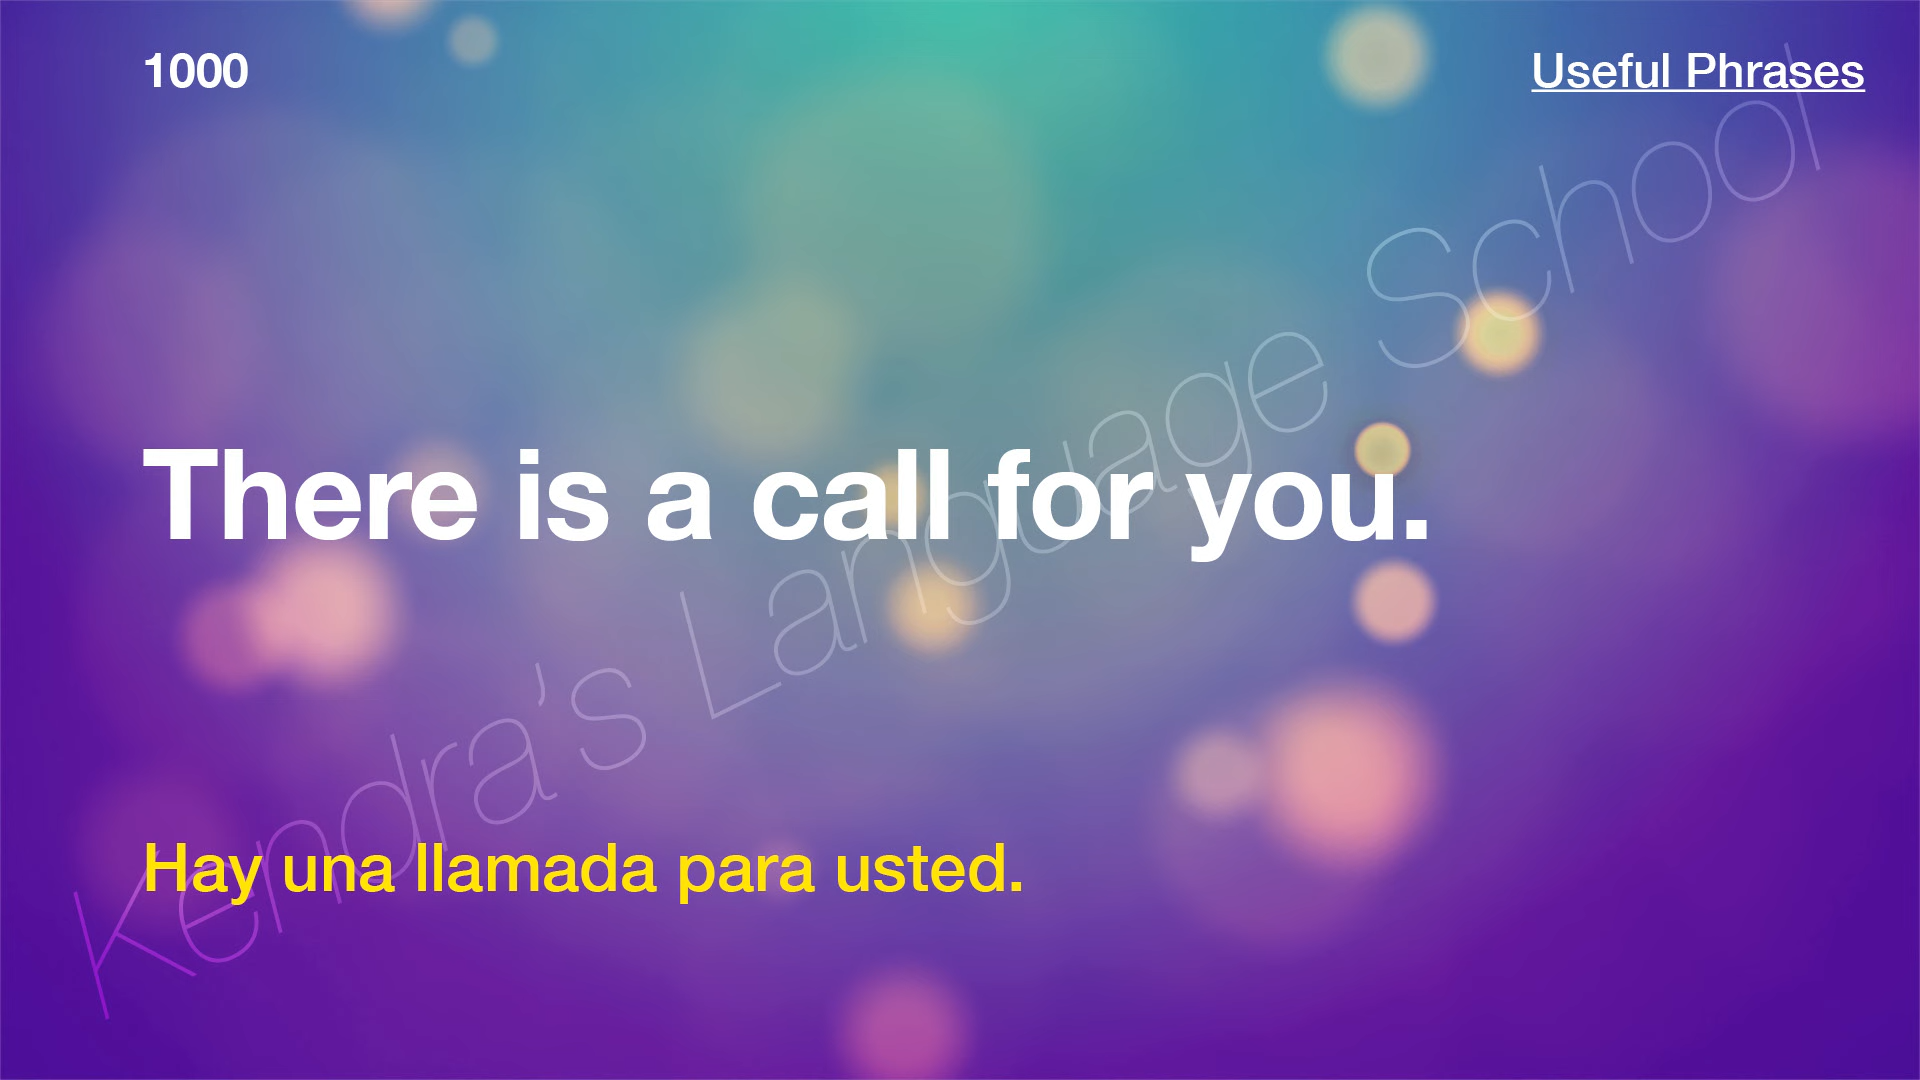 1000
Useful Phrases
There is a call for you.
Hay una llamada para usted.
Kendra’s Language School